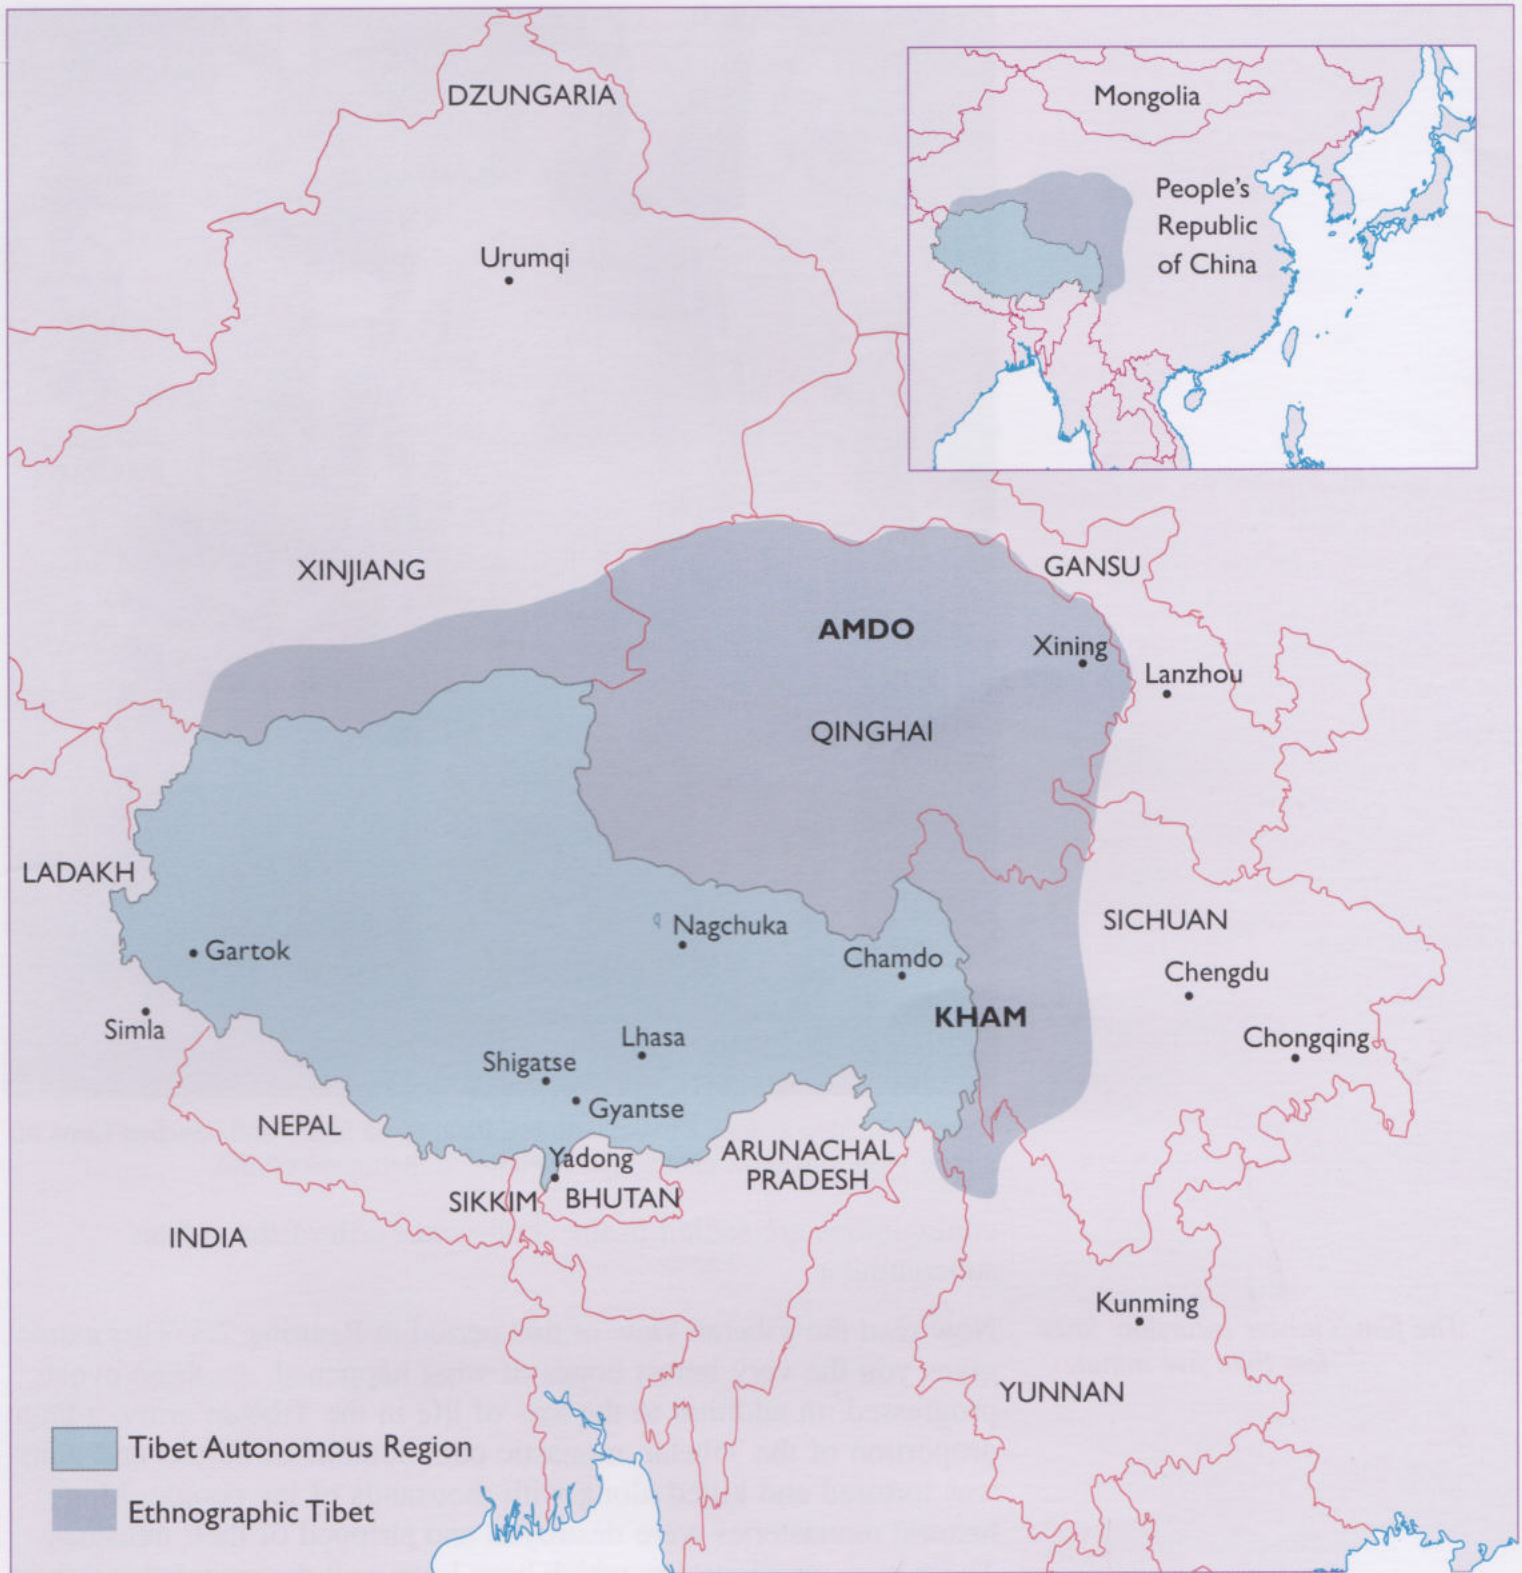 DZUNGARIA
Mongolia
People's
Republic
of China
Urumqi
XINJIANG
GANSU
AMDO
Xining
Lanzhou
QINGHAI
LADAKH
Nagchuka
SICHUAN
Gartok
Chamdo
Chengdu
Simla
KHAM
Lhasa
Chongqing
Shigatse
Gyantse
NEPAL
Yadong
ARUNACHAL
PRADESH
SIKKIM
BHUTAN
INDIA
Kunming
YUNNAN
Tibet Autonomous Region
Ethnographic Tibet